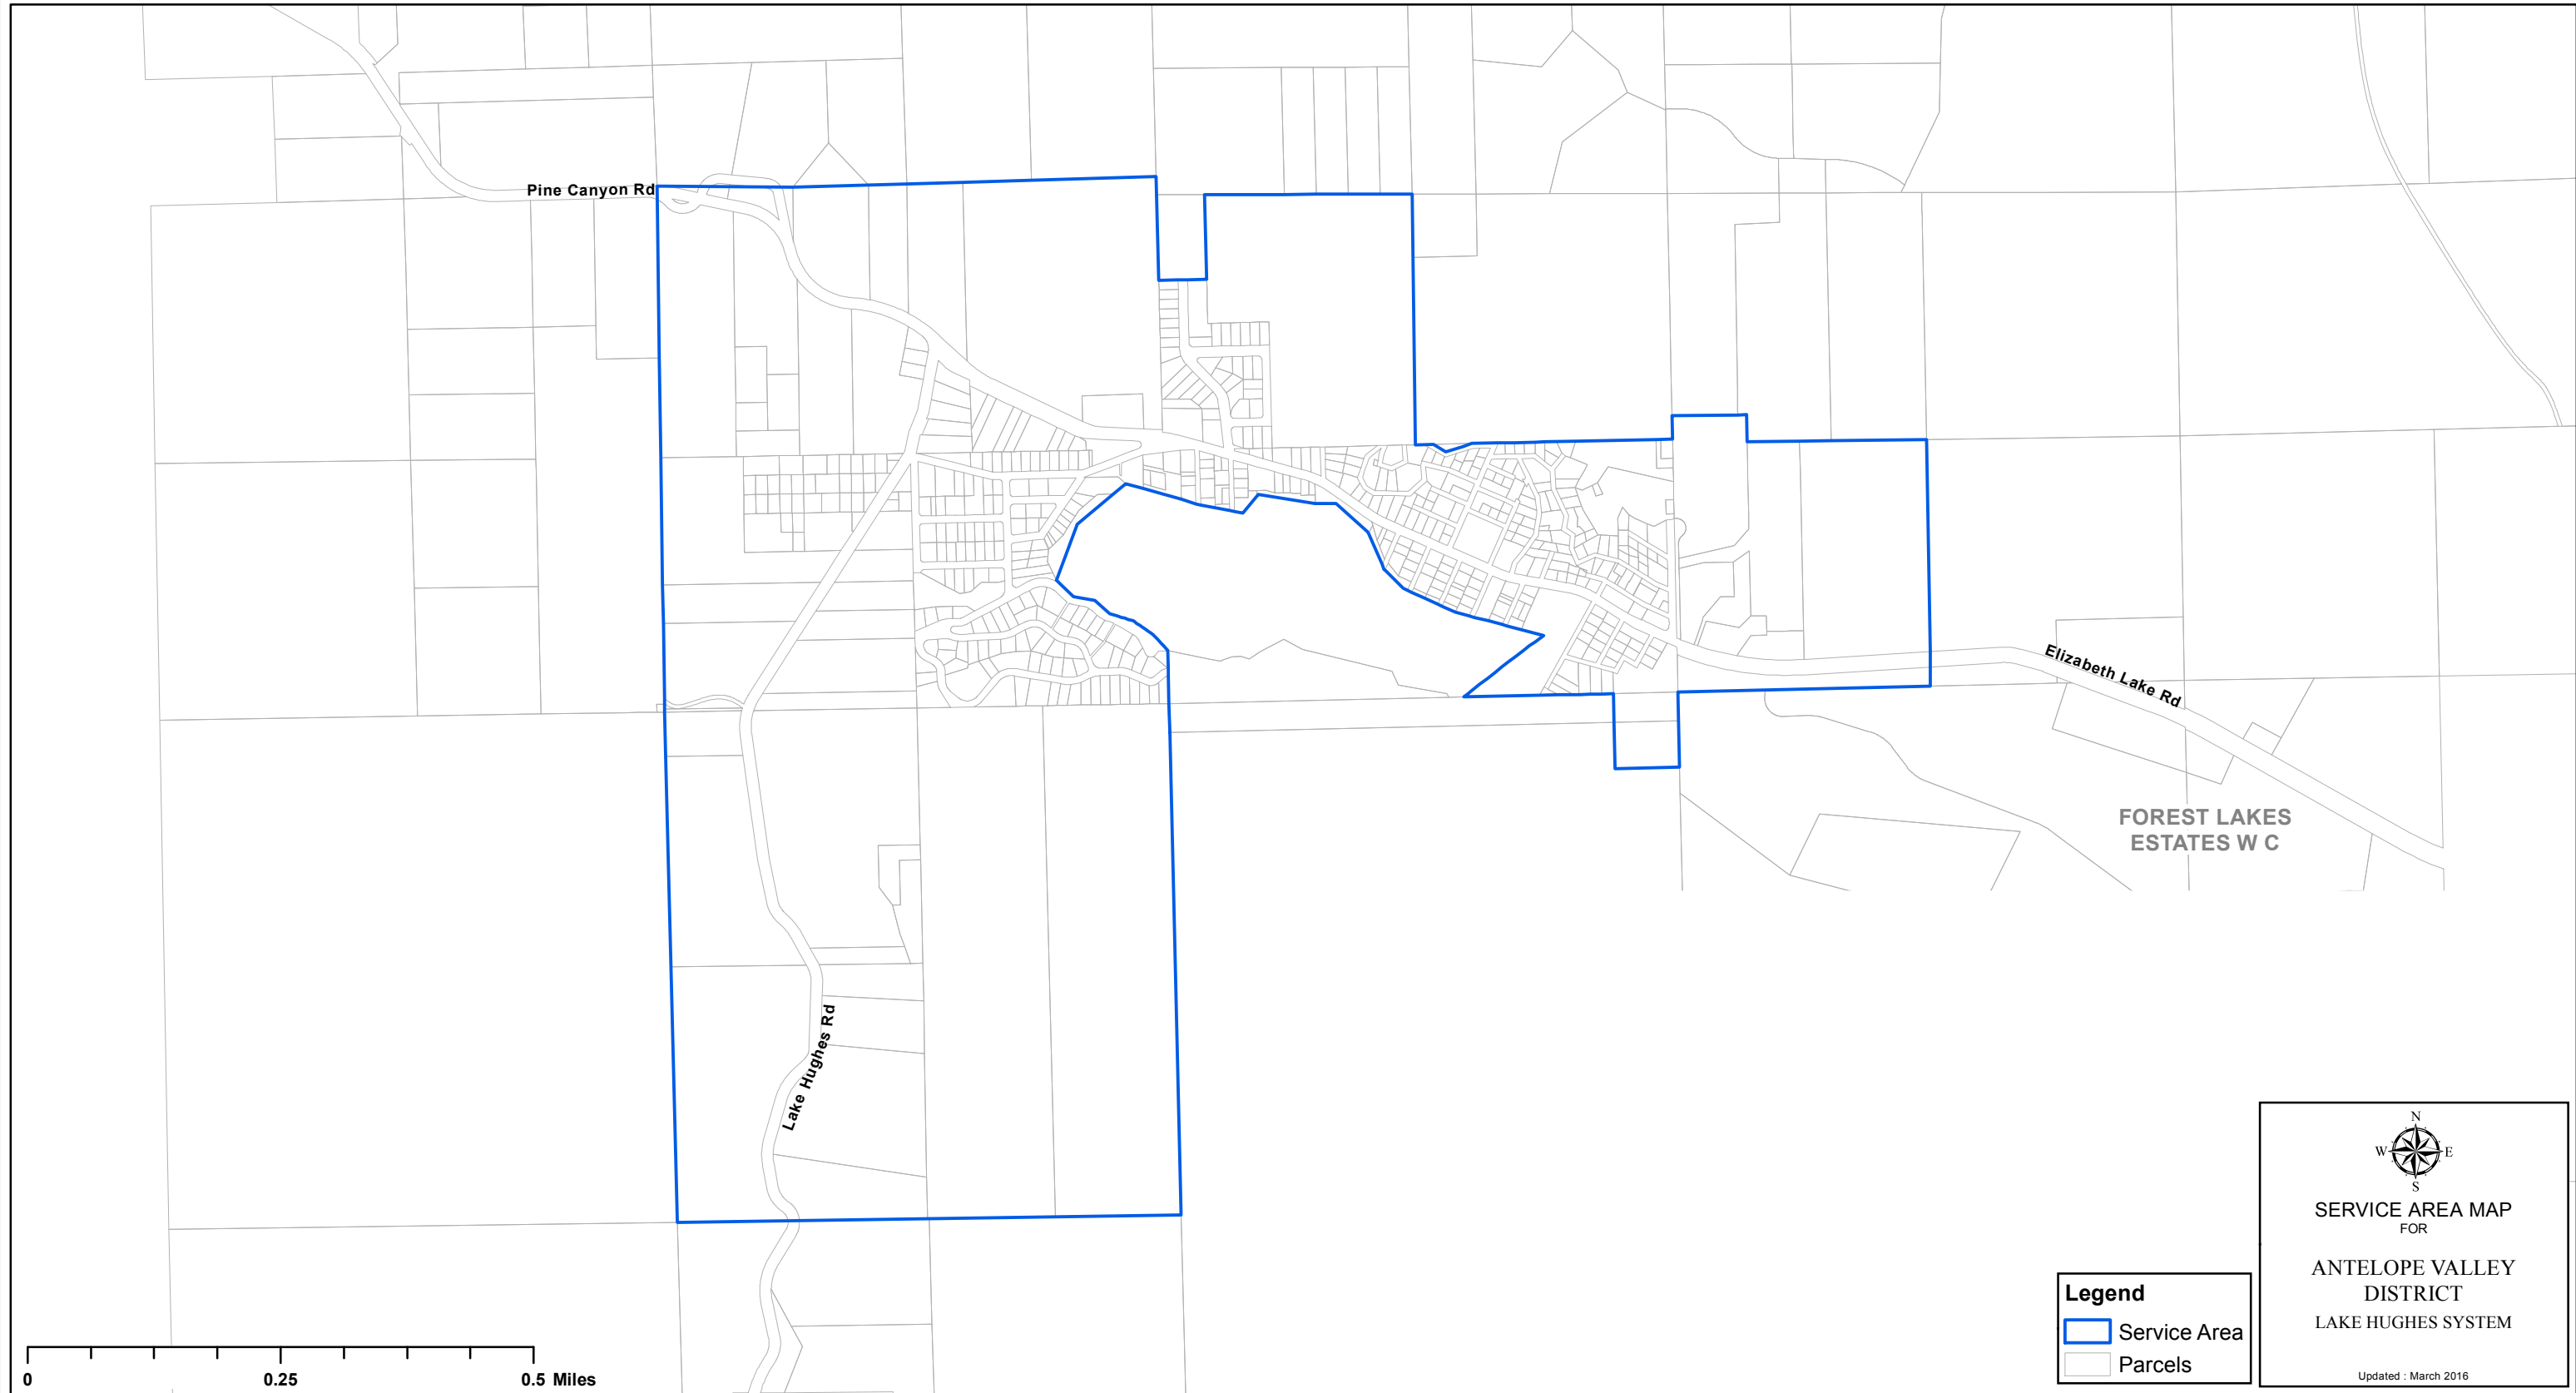 Pine Canyon Rd
Elizabeth Lake Rd
FOREST LAKES
ESTATES W C
Lake Hughes Rd
N
W E
S
SERVICE AREA MAP
FOR
ANTELOPE VALLEY
DISTRICT
LAKE HUGHES SYSTEM
Updated : March 2016
Legend
Service Area
Parcels
0 0.25 0.5 Miles